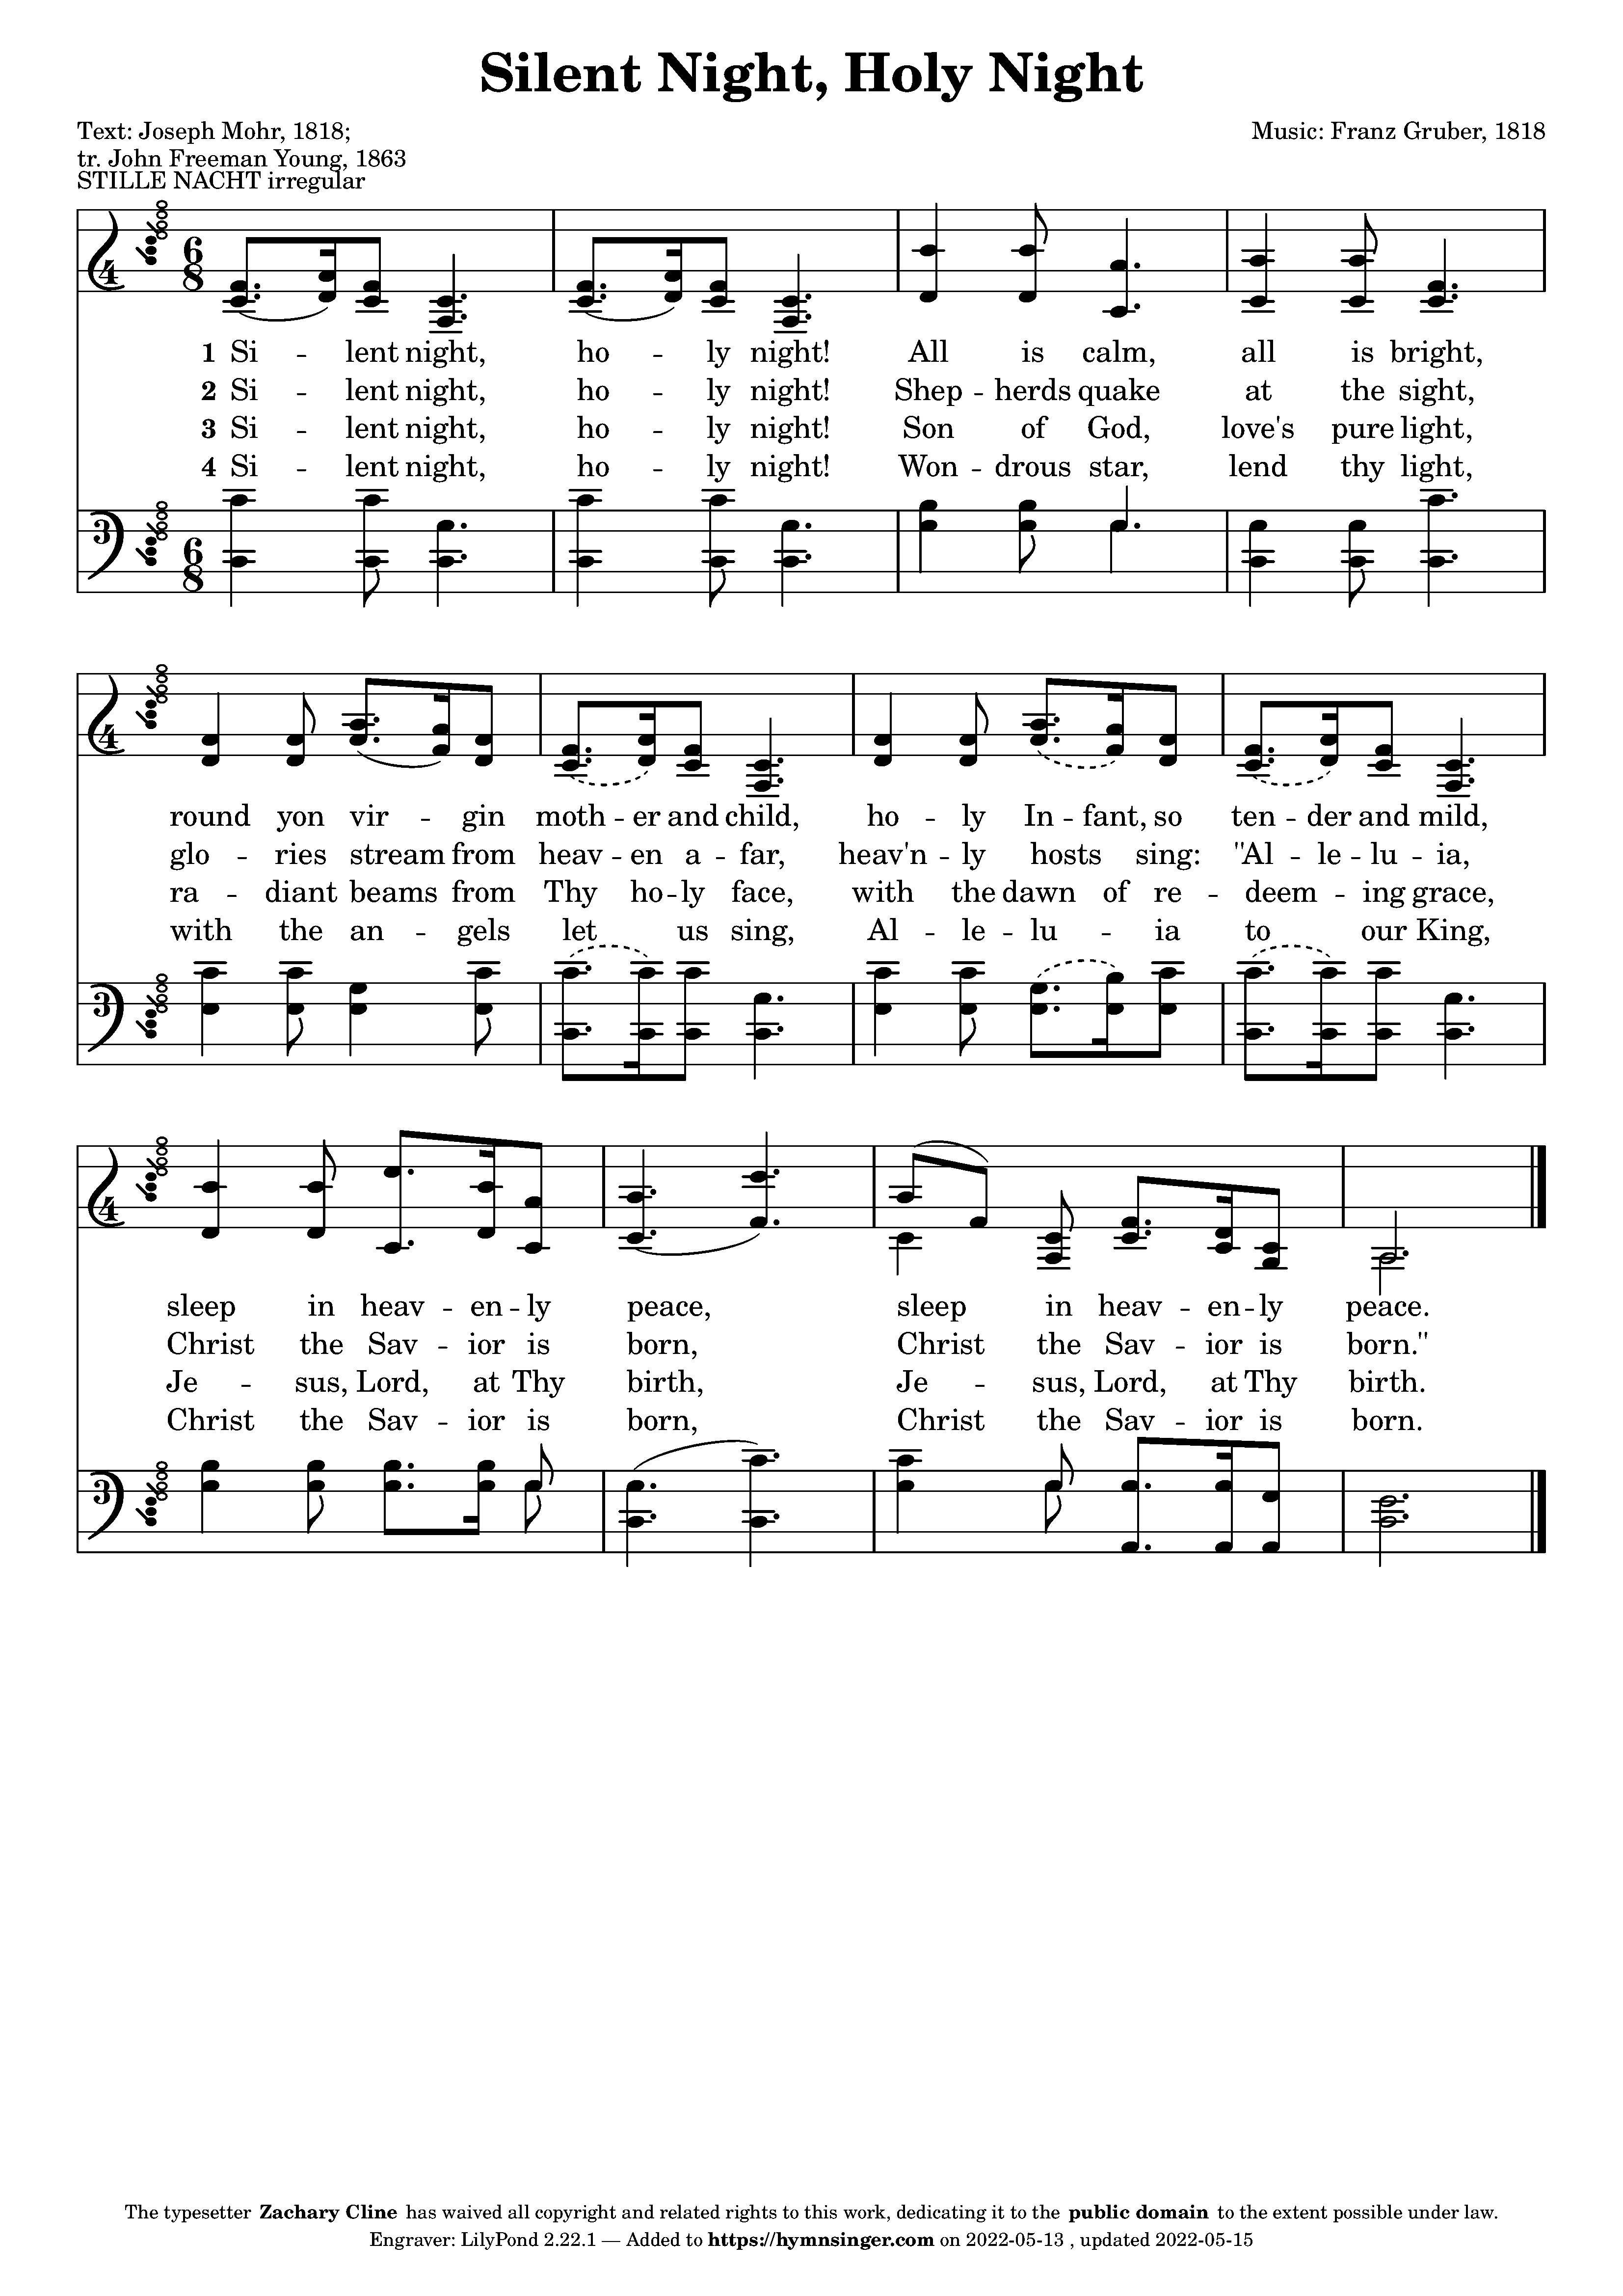 Silent Night, Holy Night
Text: Joseph Mohr, 1818;
Music: Franz Gruber, 1818
tr. John Freeman Young, 1863
STILLE NACHT irregular
4
6
8
1 Si -- lent night, ho -- ly night! All is calm, all is bright,
2 Si -- lent night, ho -- ly night! Shep -- herds quake at the sight,
3 Si -- lent night, ho -- ly night! Son of God, love's pure light,
4 Si -- lent night, ho -- ly night! Won -- drous star, lend thy light,
3
6
8
4
round yon vir -- gin moth -- er and child, ho -- ly In -- fant, so ten -- der and mild,
glo -- ries stream from heav -- en a -- far, heav'n -- ly hosts sing: "Al -- le -- lu -- ia,
ra -- diant beams from Thy ho -- ly face, with the dawn of re -- deem -- ing grace,
with the an -- gels let us sing, Al -- le -- lu -- ia to our King,
3
4
sleep in heav -- en -- ly peace, sleep in heav -- en -- ly peace.
Christ the Sav -- ior is born, Christ the Sav -- ior is born."
Je -- sus, Lord, at Thy birth, Je -- sus, Lord, at Thy birth.
Christ the Sav -- ior is born, Christ the Sav -- ior is born.
3
The typesetter Zachary Cline has waived all copyright and related rights to this work, dedicating it to the public domain to the extent possible under law.
Engraver: LilyPond 2.22.1 — Added to https://hymnsinger.com on 2022-05-13 , updated 2022-05-15